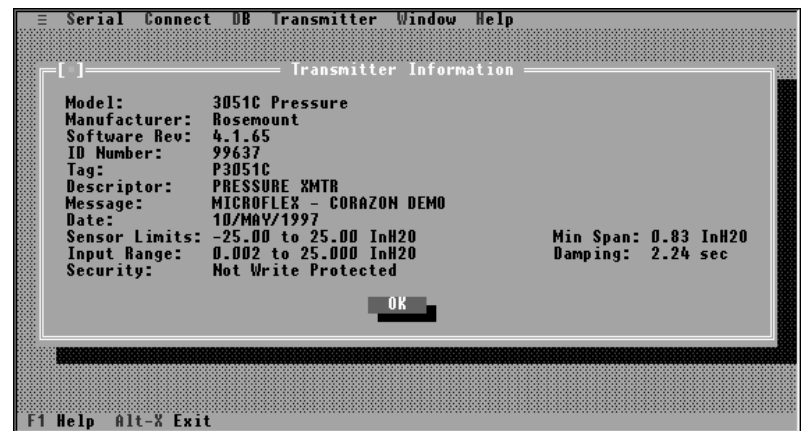 ≡ Serial Connect DB Transmitter Window Help
[ ] Transmitter Information
Model: 3051C Pressure
Manufacturer: Rosemount
Software Rev: 4.1.65
ID Number: 99637
Tag: P3051C
Descriptor: PRESSURE XMTR
Message: MICROFLEX - CORAZON DEMO
Date: 10/MAY/1997
Sensor Limits: -25.00 to 25.00 InH20 Min Span: 0.83 InH20
Input Range: 0.002 to 25.000 InH20 Damping: 2.24 sec
Security: Not Write Protected
OK
F1 Help Alt-X Exit